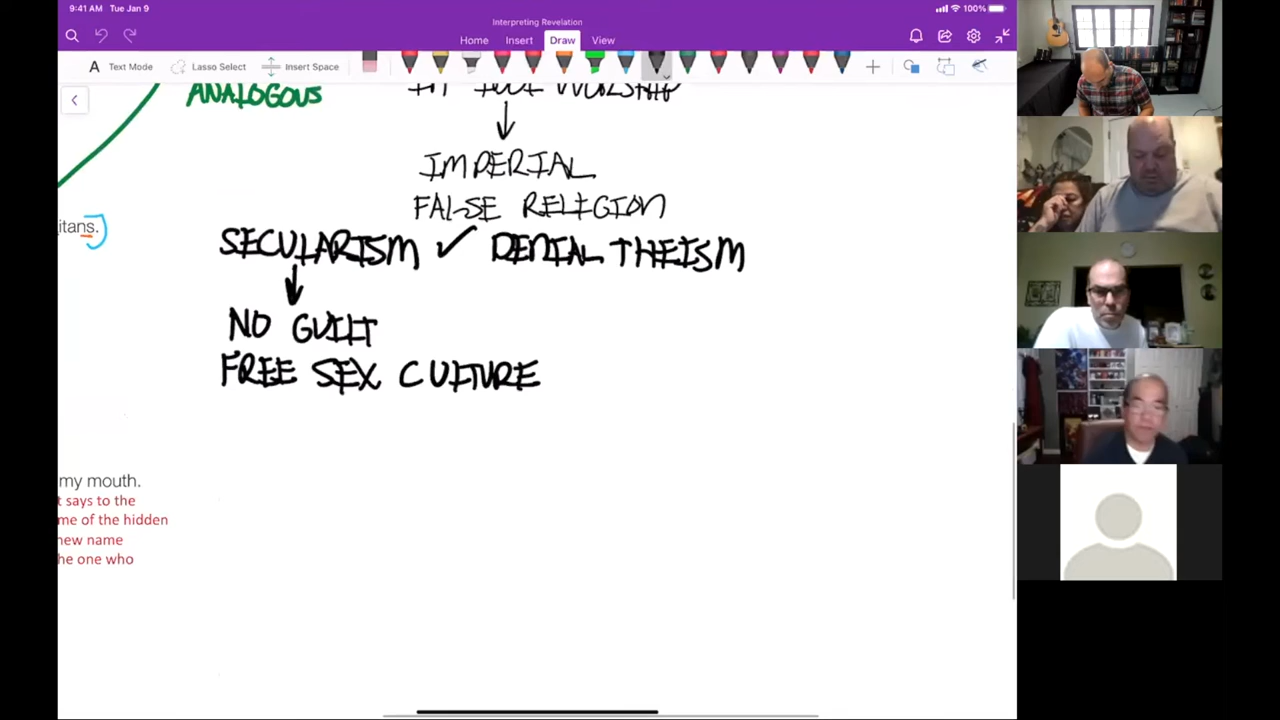 9:41 AM Tue Jan 9
100%
Interpreting Revelation
Home Insert Draw View
Text Mode Lasso Select Insert Space
ANALOGOUS
WORSHIP
IMPERIAL
FALSE RELIGION
itans.)
SECULARISM ✓ DENIAL THEISM
NO GUILT
FREE SEX CULTURE
my mouth.
t says to the
me of the hidden
new name
he one who